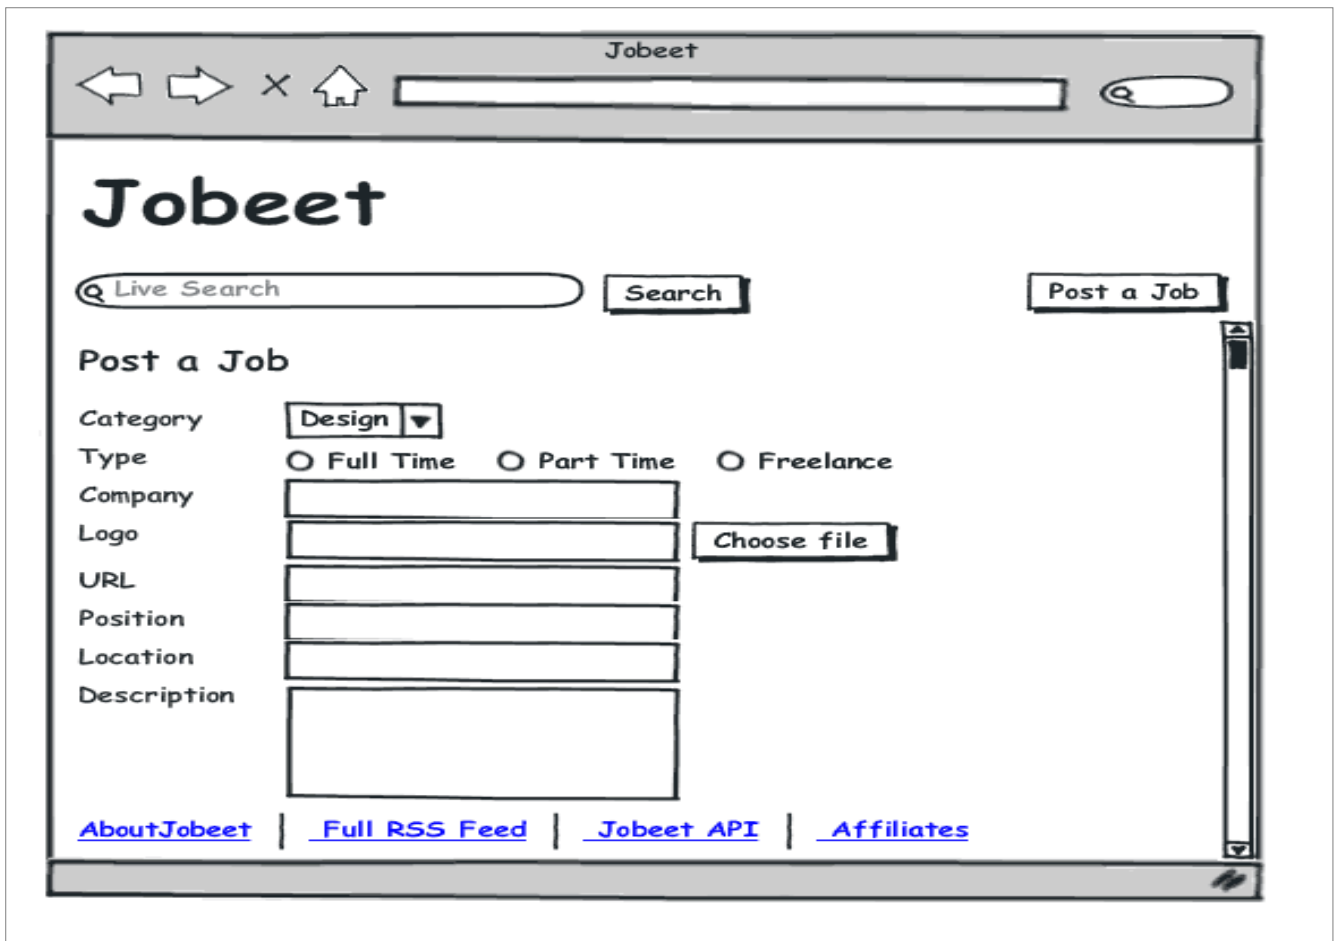 Jobeet
Jobeet
Live Search Search Post a Job
Post a Job
Category Design
Type Full Time Part Time Freelance
Company
Logo Choose file
URL
Position
Location
Description
AboutJobeet Full RSS Feed Jobeet API Affiliates